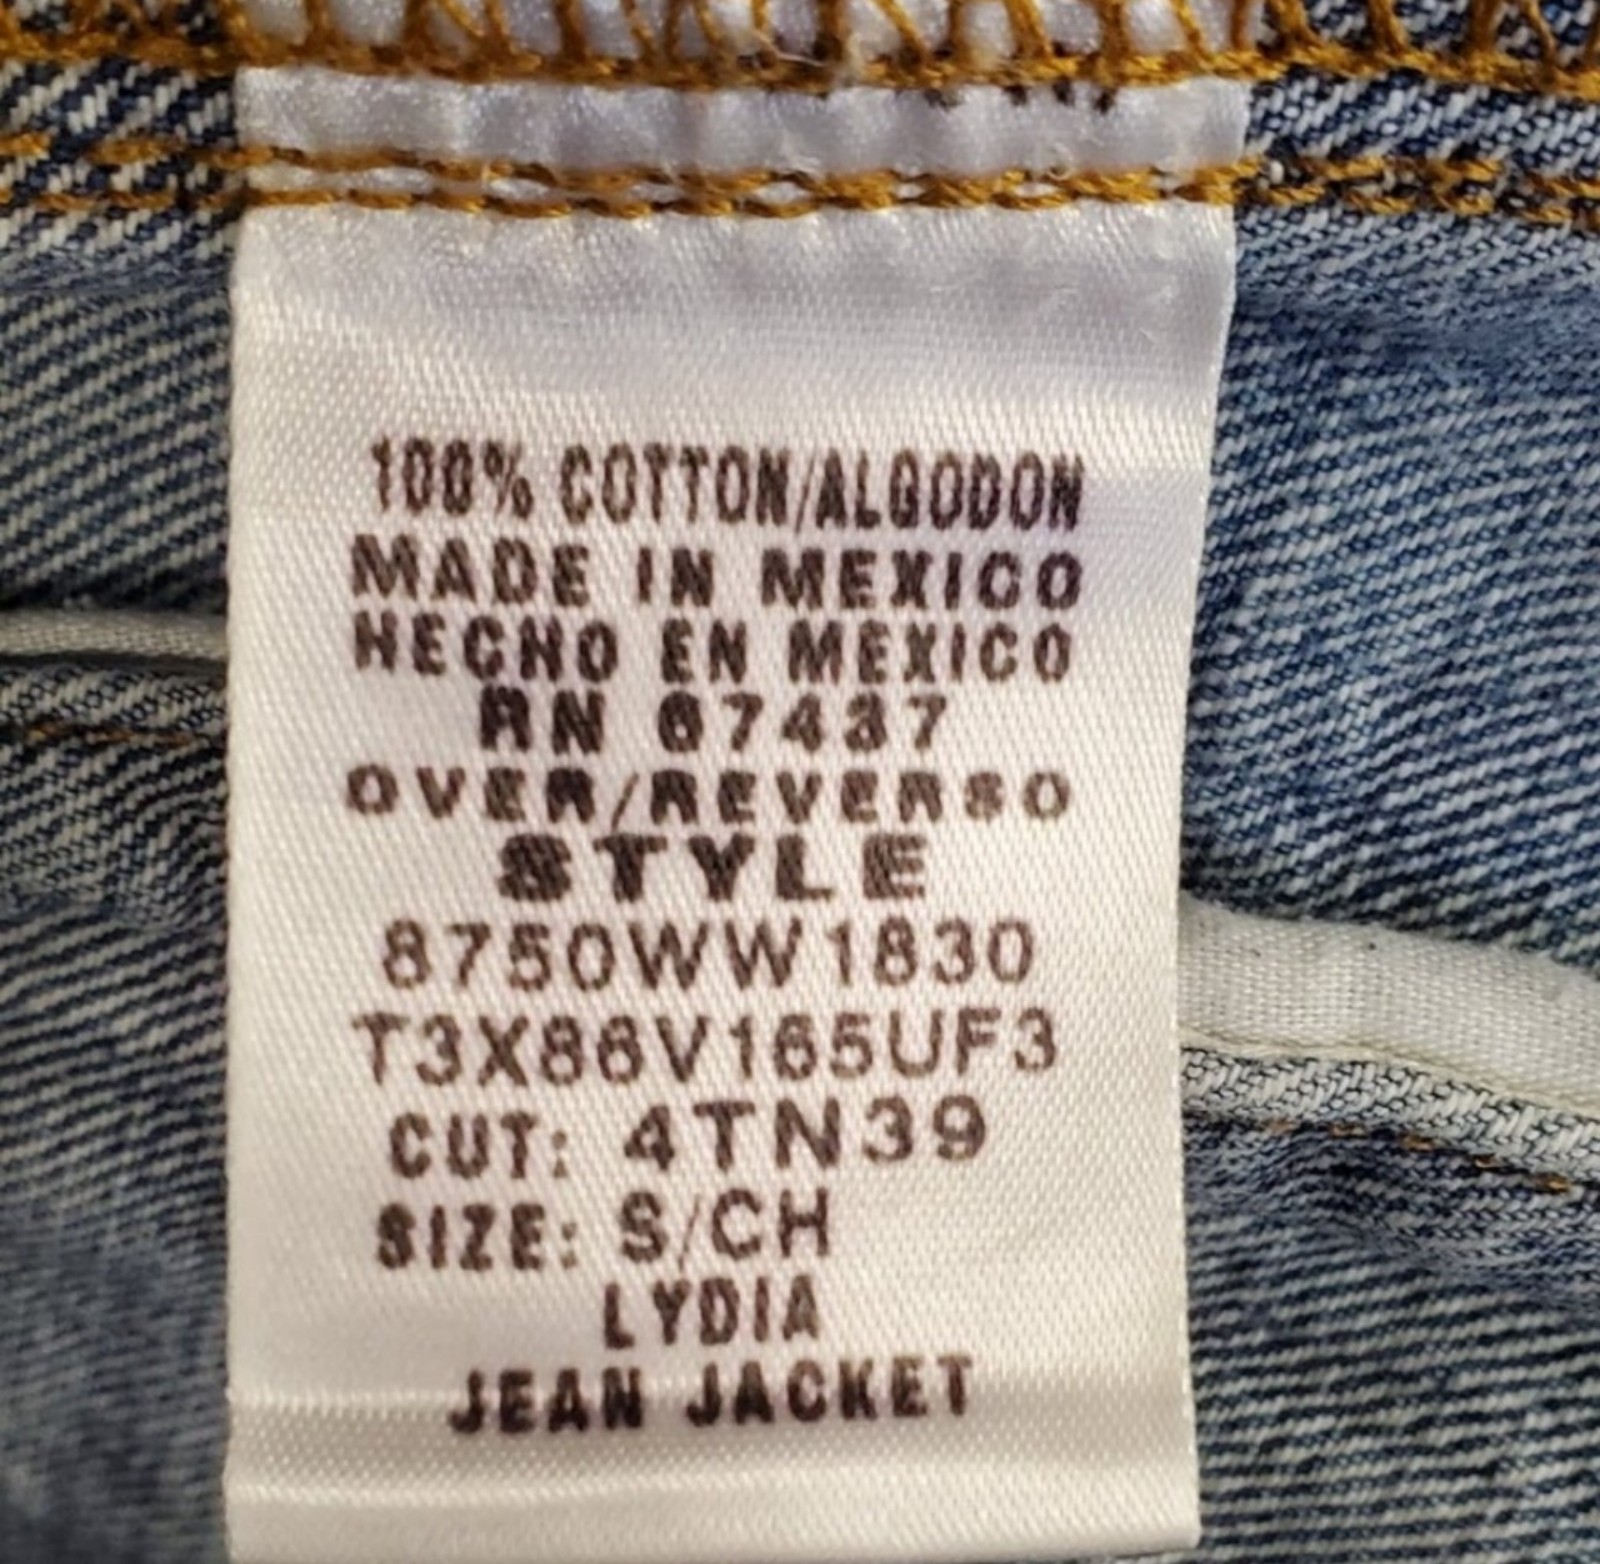 100% COTTON/ALGODON
MADE IN MEXICO
HECHO EN MEXICO
RN 67437
OVER/REVERSO
STYLE
8750WW1830
T3X86V165UF3
CUT: 4TN39
SIZE: S/CH
LYDIA
JEAN JACKET